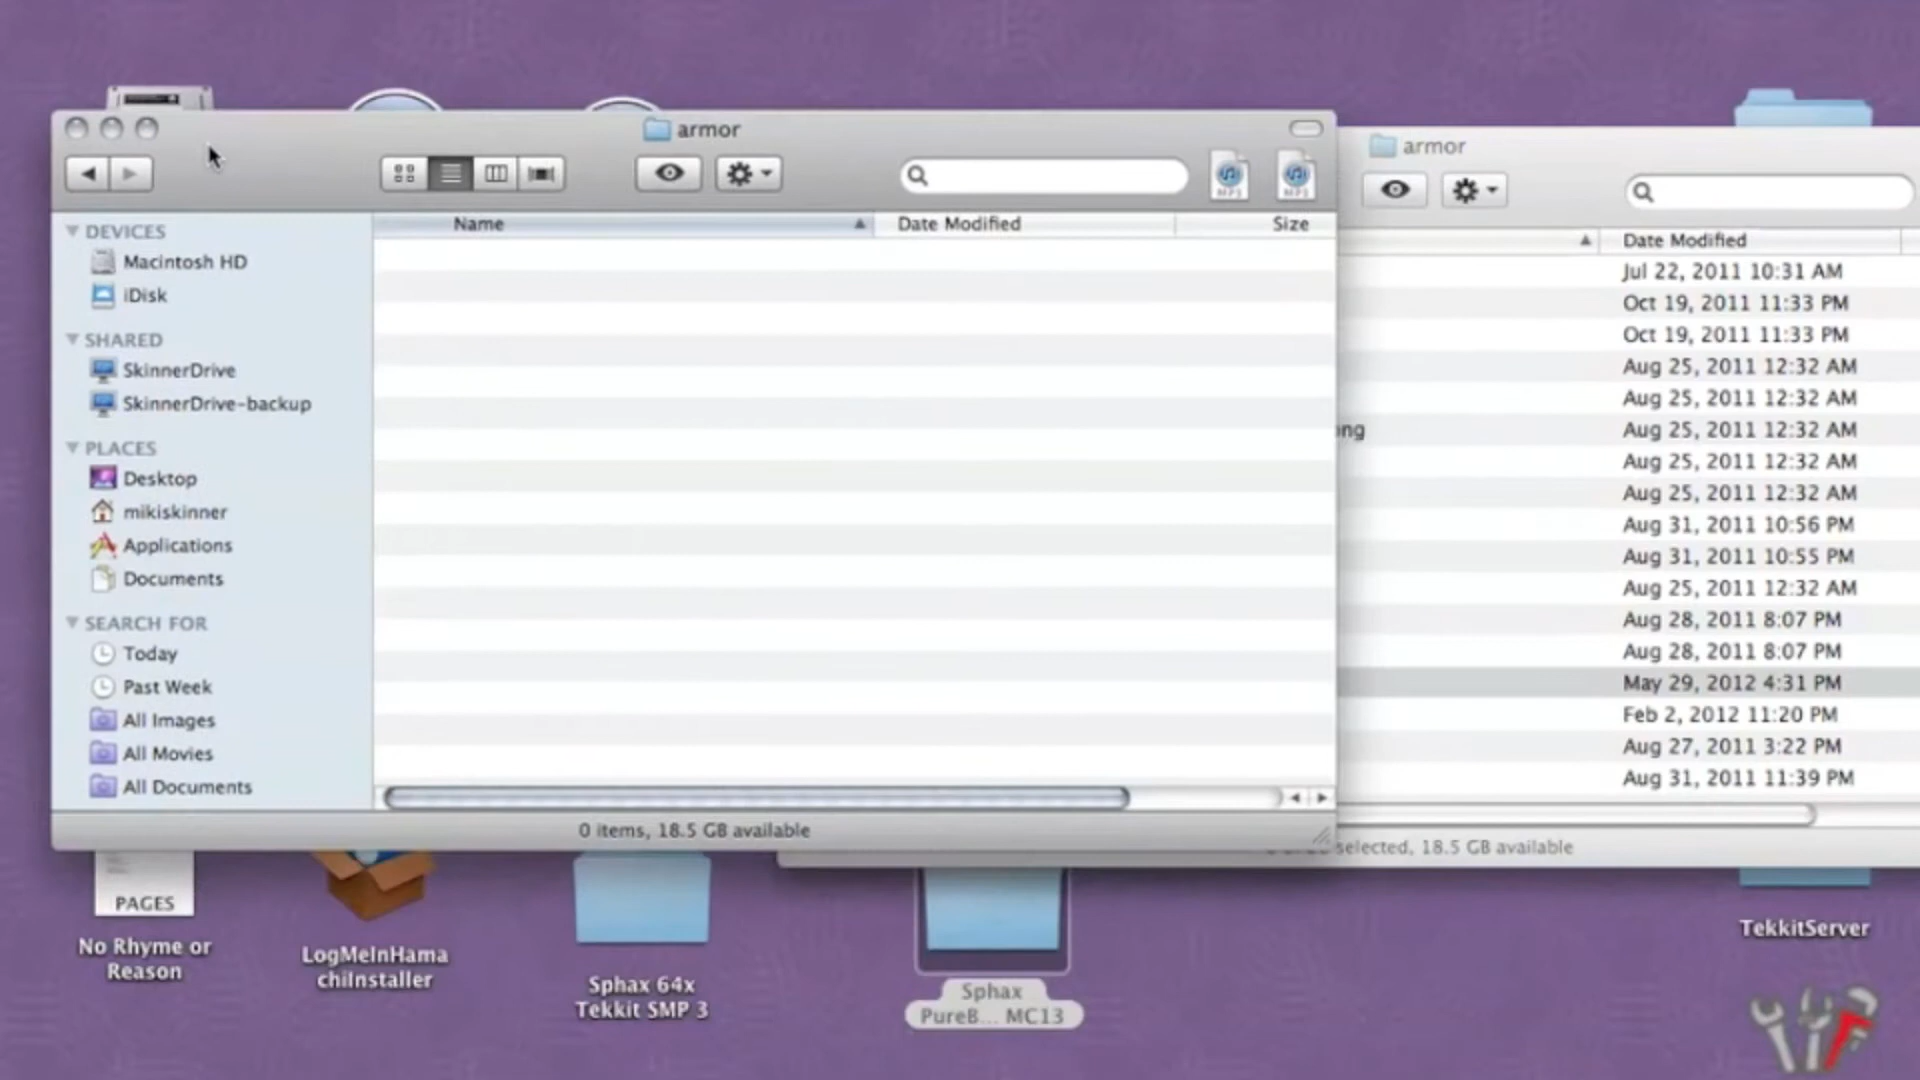 armor
MP3
MP3
Name
Date Modified
Size
DEVICES
Macintosh HD
iDisk
SHARED
SkinnerDrive
SkinnerDrive-backup
PLACES
Desktop
mikiskinner
Applications
Documents
SEARCH FOR
Today
Past Week
All Images
All Movies
All Documents
0 items, 18.5 GB available
armor
Date Modified
Jul 22, 2011 10:31 AM
Oct 19, 2011 11:33 PM
Oct 19, 2011 11:33 PM
Aug 25, 2011 12:32 AM
Aug 25, 2011 12:32 AM
ng Aug 25, 2011 12:32 AM
Aug 25, 2011 12:32 AM
Aug 25, 2011 12:32 AM
Aug 31, 2011 10:56 PM
Aug 31, 2011 10:55 PM
Aug 25, 2011 12:32 AM
Aug 28, 2011 8:07 PM
Aug 28, 2011 8:07 PM
May 29, 2012 4:31 PM
Feb 2, 2012 11:20 PM
Aug 27, 2011 3:22 PM
Aug 31, 2011 11:39 PM
selected, 18.5 GB available
PAGES
No Rhyme or
Reason
LogMeInHama
chiInstaller
Sphax 64x
Tekkit SMP 3
Sphax
PureB... MC13
TekkitServer